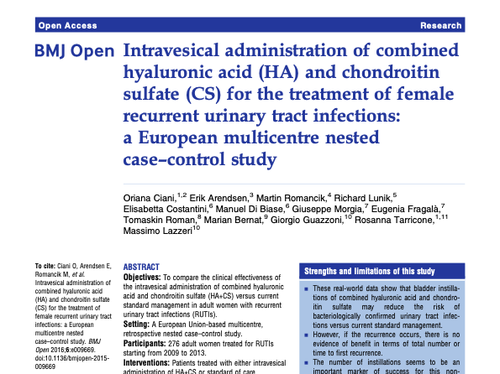 Open Access
Research
BMJ Open Intravesical administration of combined
hyaluronic acid (HA) and chondroitin
sulfate (CS) for the treatment of female
recurrent urinary tract infections:
a European multicentre nested
case–control study
Oriana Ciani,1,2 Erik Arendsen,3 Martin Romancik,4 Richard Lunik,5
Elisabetta Costantini,6 Manuel Di Biase,6 Giuseppe Morgia,7 Eugenia Fragalà,7
Tomaskin Roman,8 Marian Bernat,9 Giorgio Guazzoni,10 Rosanna Tarricone,1,11
Massimo Lazzeri10
To cite: Ciani O, Arendsen E,
Romancik M, et al.
Intravesical administration of
combined hyaluronic acid
(HA) and chondroitin sulfate
(CS) for the treatment of
female recurrent urinary tract
infections: a European
multicentre nested
case–control study. BMJ
Open 2016;6:e009669.
doi:10.1136/bmjopen-2015-
009669
ABSTRACT
Objectives: To compare the clinical effectiveness of
the intravesical administration of combined hyaluronic
acid and chondroitin sulfate (HA+CS) versus current
standard management in adult women with recurrent
urinary tract infections (RUTIs).
Setting: A European Union-based multicentre,
retrospective nested case–control study.
Participants: 276 adult women treated for RUTIs
starting from 2009 to 2013.
Interventions: Patients treated with either intravesical
administration of HA+CS or standard of care.
Strengths and limitations of this study
▪ These real-world data show that bladder instilla-
tions of combined hyaluronic acid and chondro-
itin sulfate may reduce the risk of
bacteriologically confirmed urinary tract infec-
tions versus current standard management.
▪ However, if the recurrence occurs, there is no
evidence of benefit in terms of total number or
time to first recurrence.
▪ The number of instillations seems to be an
important marker of success for this non-